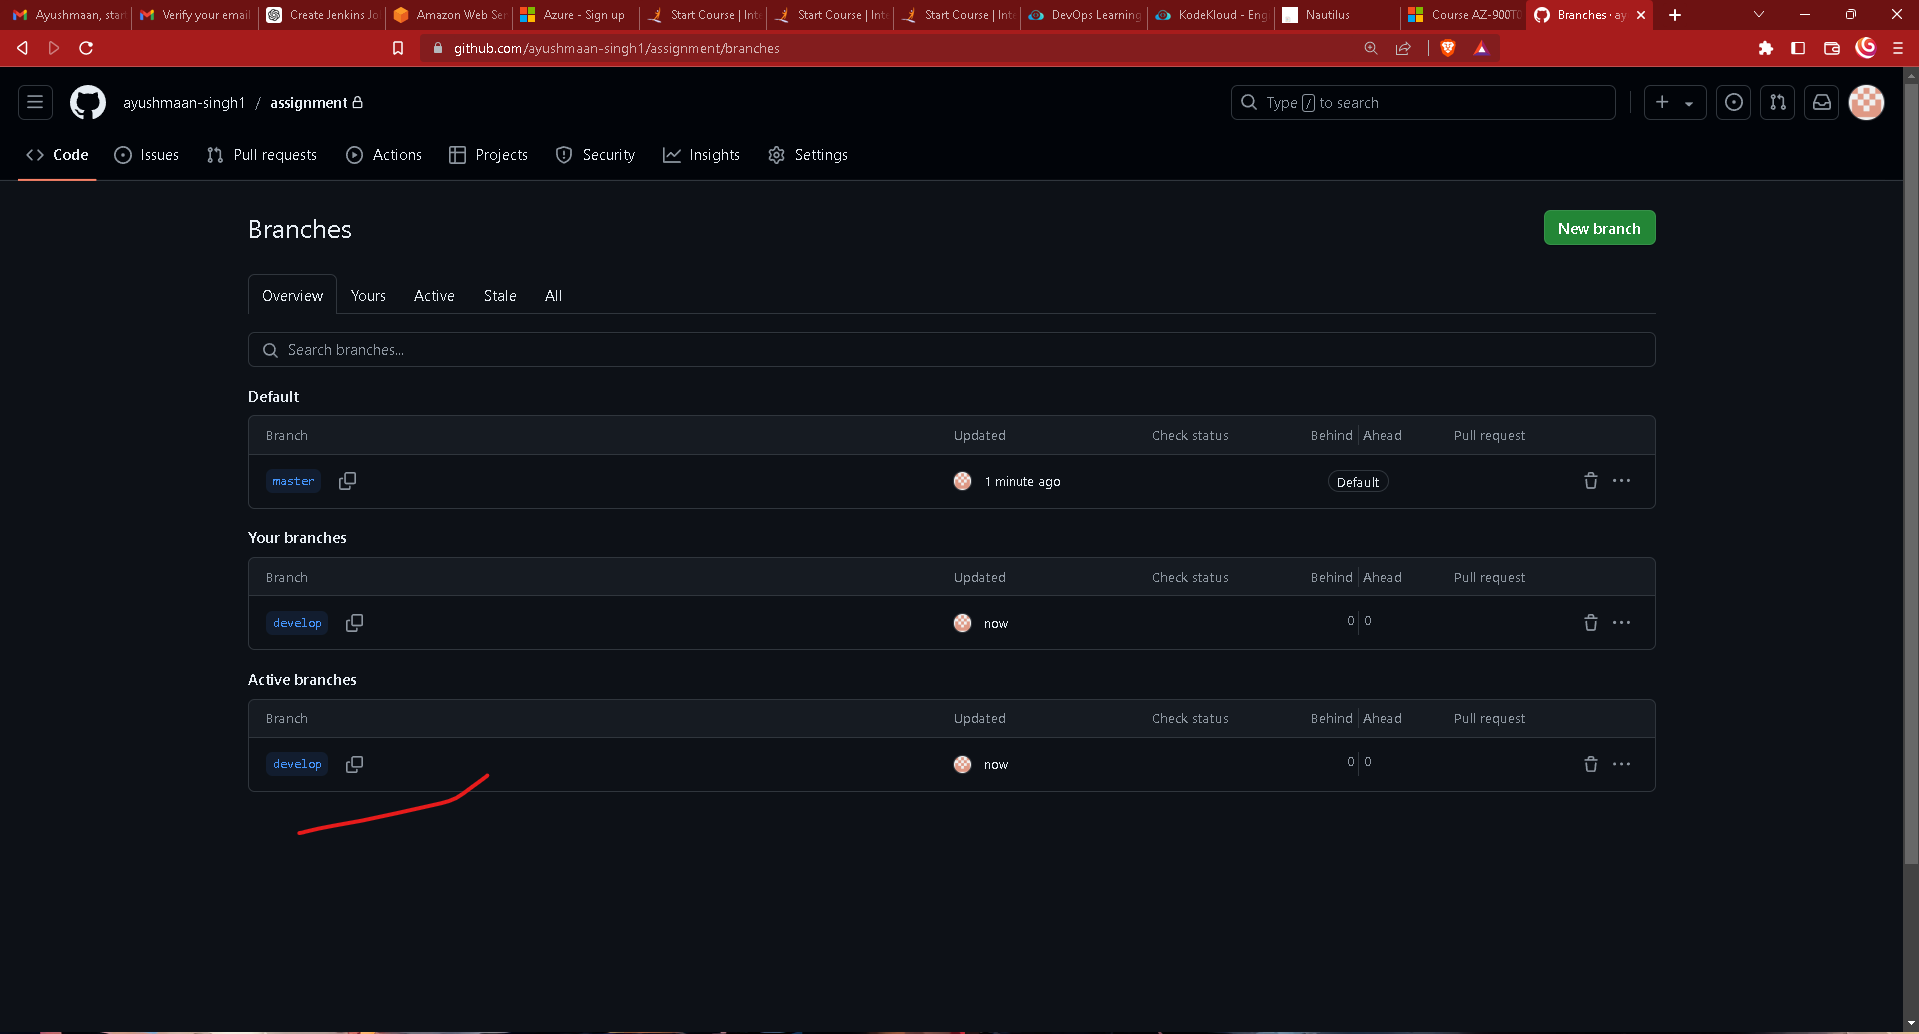 Ayushmaan, star
Verify your email
Create Jenkins Jo
Amazon Web Ser
Azure - Sign up
Start Course | Inte
Start Course | Inte
Start Course | Inte
DevOps Learning
KodeKloud - Eng
Nautilus
Course AZ-900T0
Branches · ay
github.com/ayushmaan-singh1/assignment/branches
ayushmaan-singh1 / assignment
Type / to search
Code Issues Pull requests Actions Projects Security Insights Settings
Branches
New branch
Overview Yours Active Stale All
Search branches...
Default
Branch Updated Check status Behind Ahead Pull request
master 1 minute ago Default
Your branches
Branch Updated Check status Behind Ahead Pull request
develop now 0 0
Active branches
Branch Updated Check status Behind Ahead Pull request
develop now 0 0